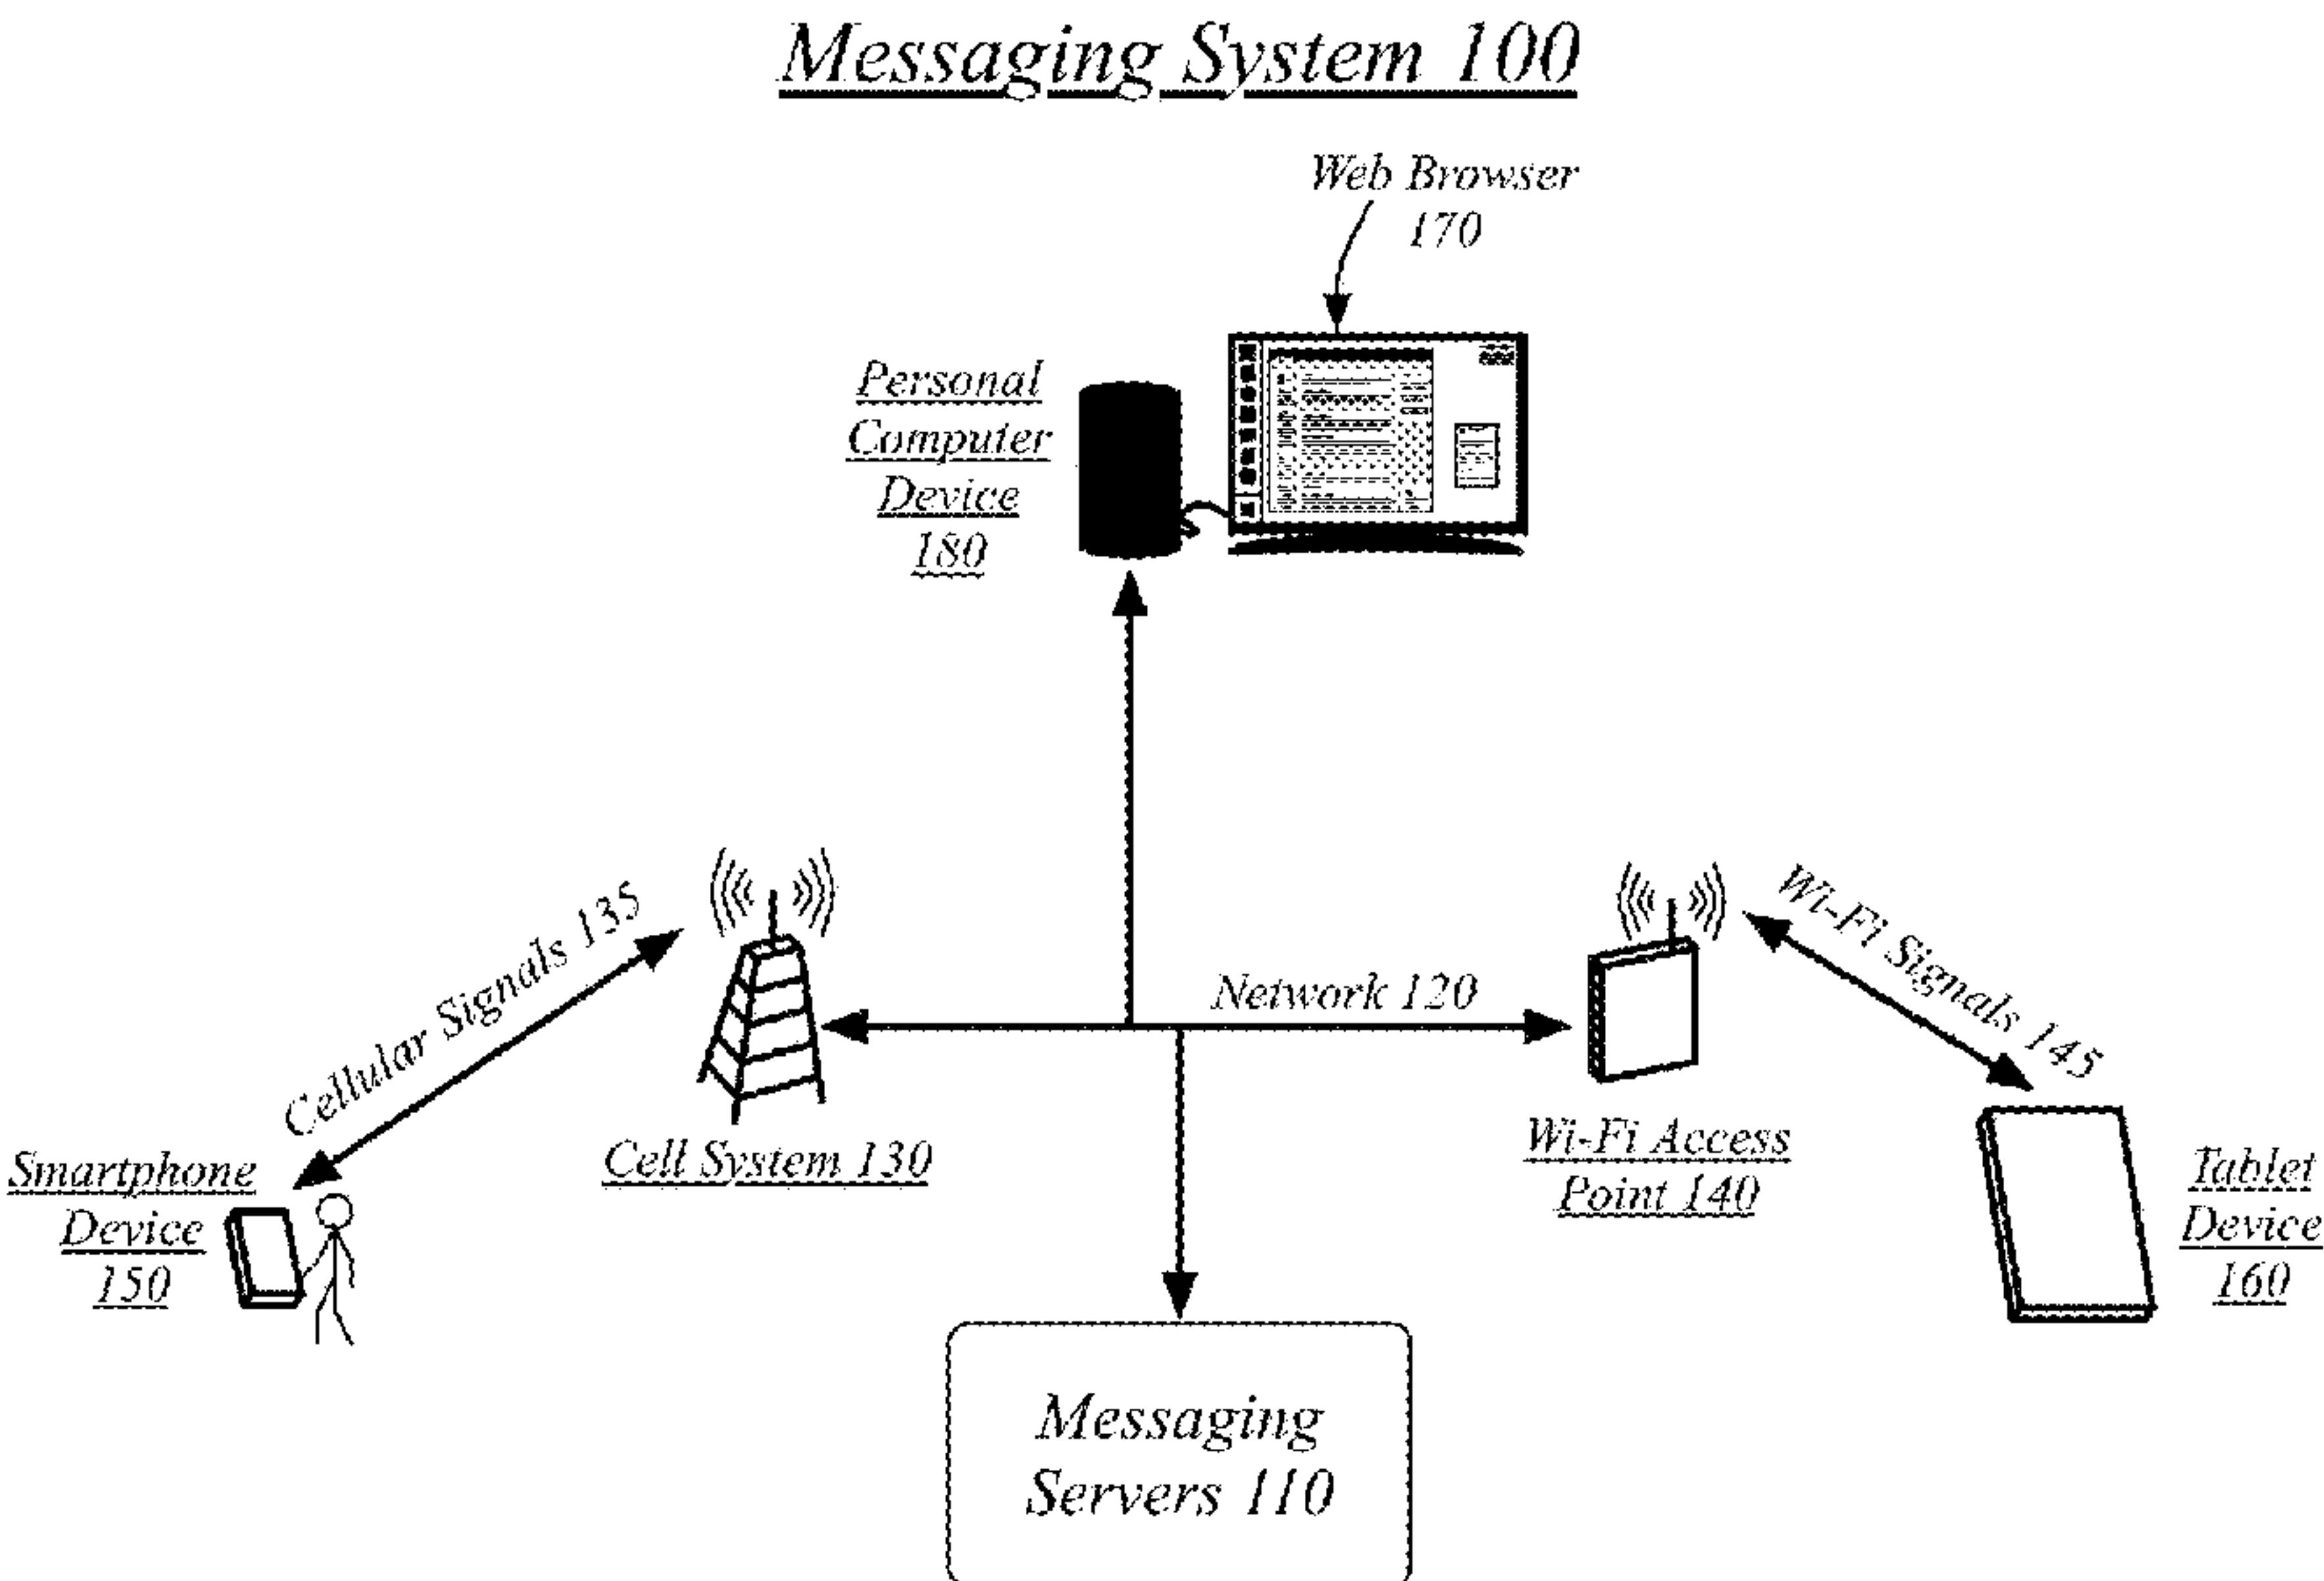 Messaging System 100
Web Browser
170
Personal
Computer
Device
180
Cellular Signals 135
Wi-Fi Signals 145
Network 120
Cell System 130
Wi-Fi Access
Point 140
Smartphone
Device
150
Tablet
Device
160
Messaging
Servers 110